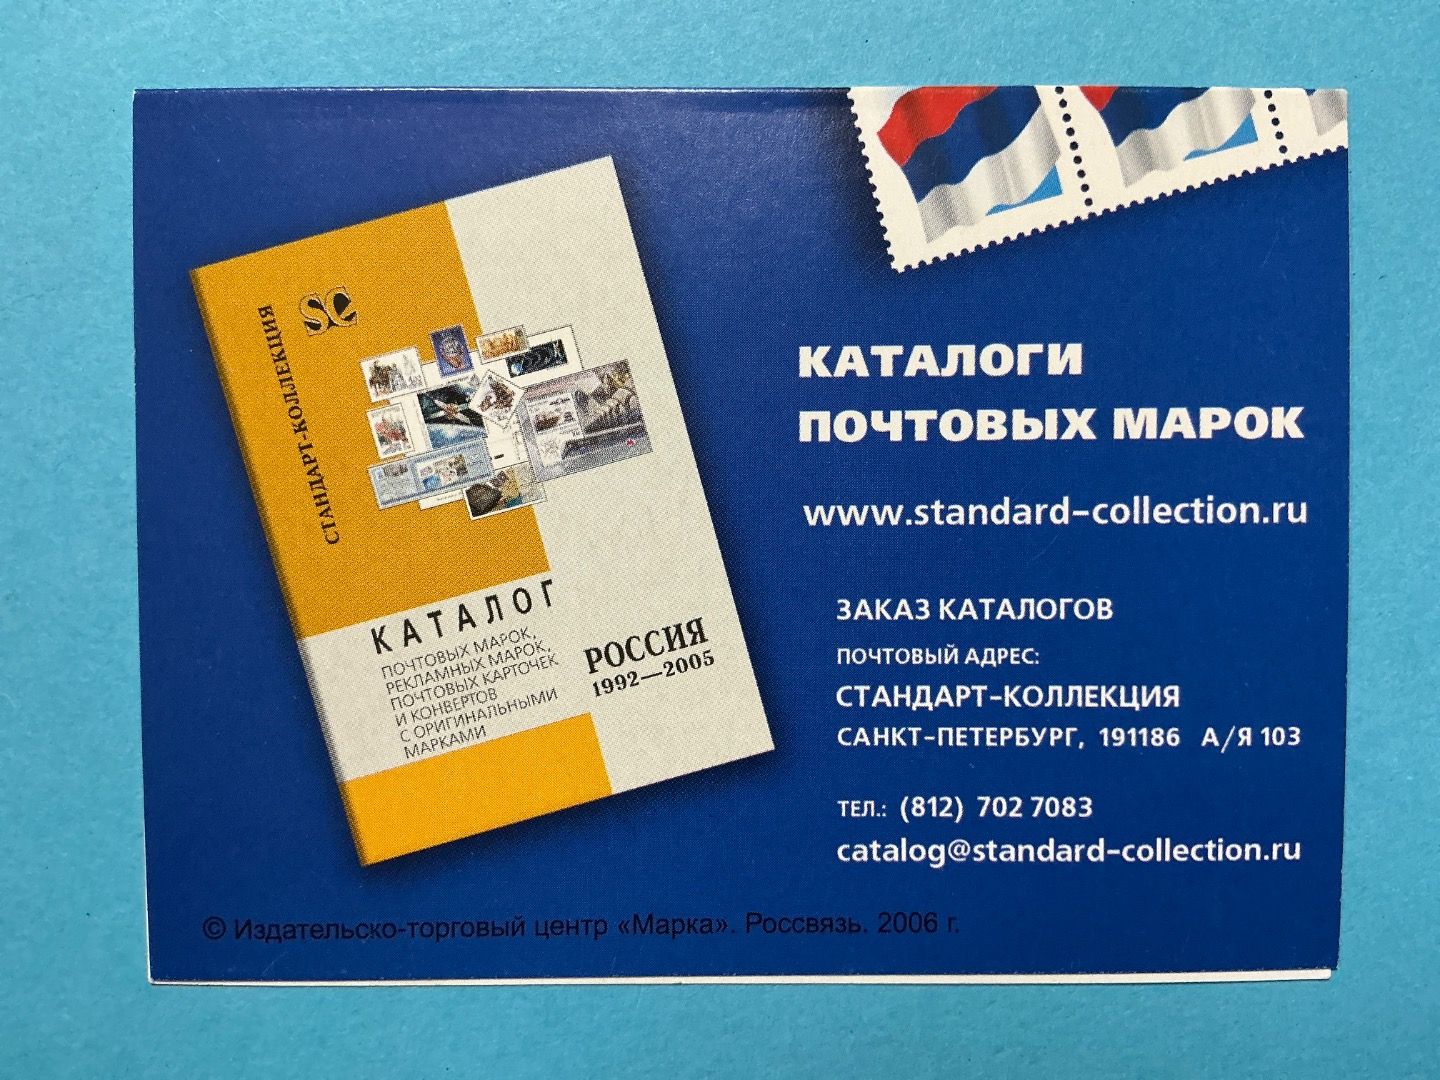 СТАНДАРТ-КОЛЛЕКЦИЯ
sc
КАТАЛОГ
ПОЧТОВЫХ МАРОК,
РЕКЛАМНЫХ МАРОК,
ПОЧТОВЫХ КАРТОЧЕК
И КОНВЕРТОВ
С ОРИГИНАЛЬНЫМИ
МАРКАМИ
РОССИЯ
1992—2005
КАТАЛОГИ
ПОЧТОВЫХ МАРОК
www.standard-collection.ru
ЗАКАЗ КАТАЛОГОВ
ПОЧТОВЫЙ АДРЕС:
СТАНДАРТ-КОЛЛЕКЦИЯ
САНКТ-ПЕТЕРБУРГ, 191186 А/Я 103
ТЕЛ.: (812) 702 7083
catalog@standard-collection.ru
© Издательско-торговый центр «Марка». Россвязь. 2006 г.